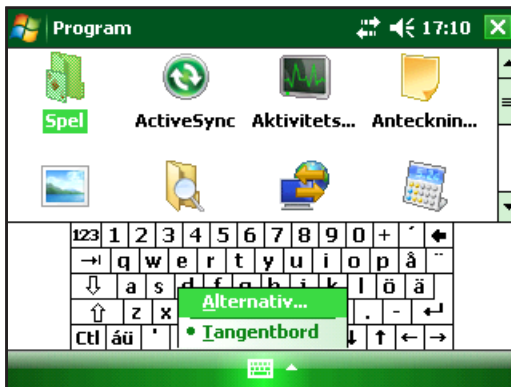 Program 17:10
Spel ActiveSync Aktivitets... Antecknin...
123 1 2 3 4 5 6 7 8 9 0 + ´
q w e r t y u i o p å ¨
a s d f g h j k l ö ä
z x . -
Alternativ...
Ctl áü '
Tangentbord